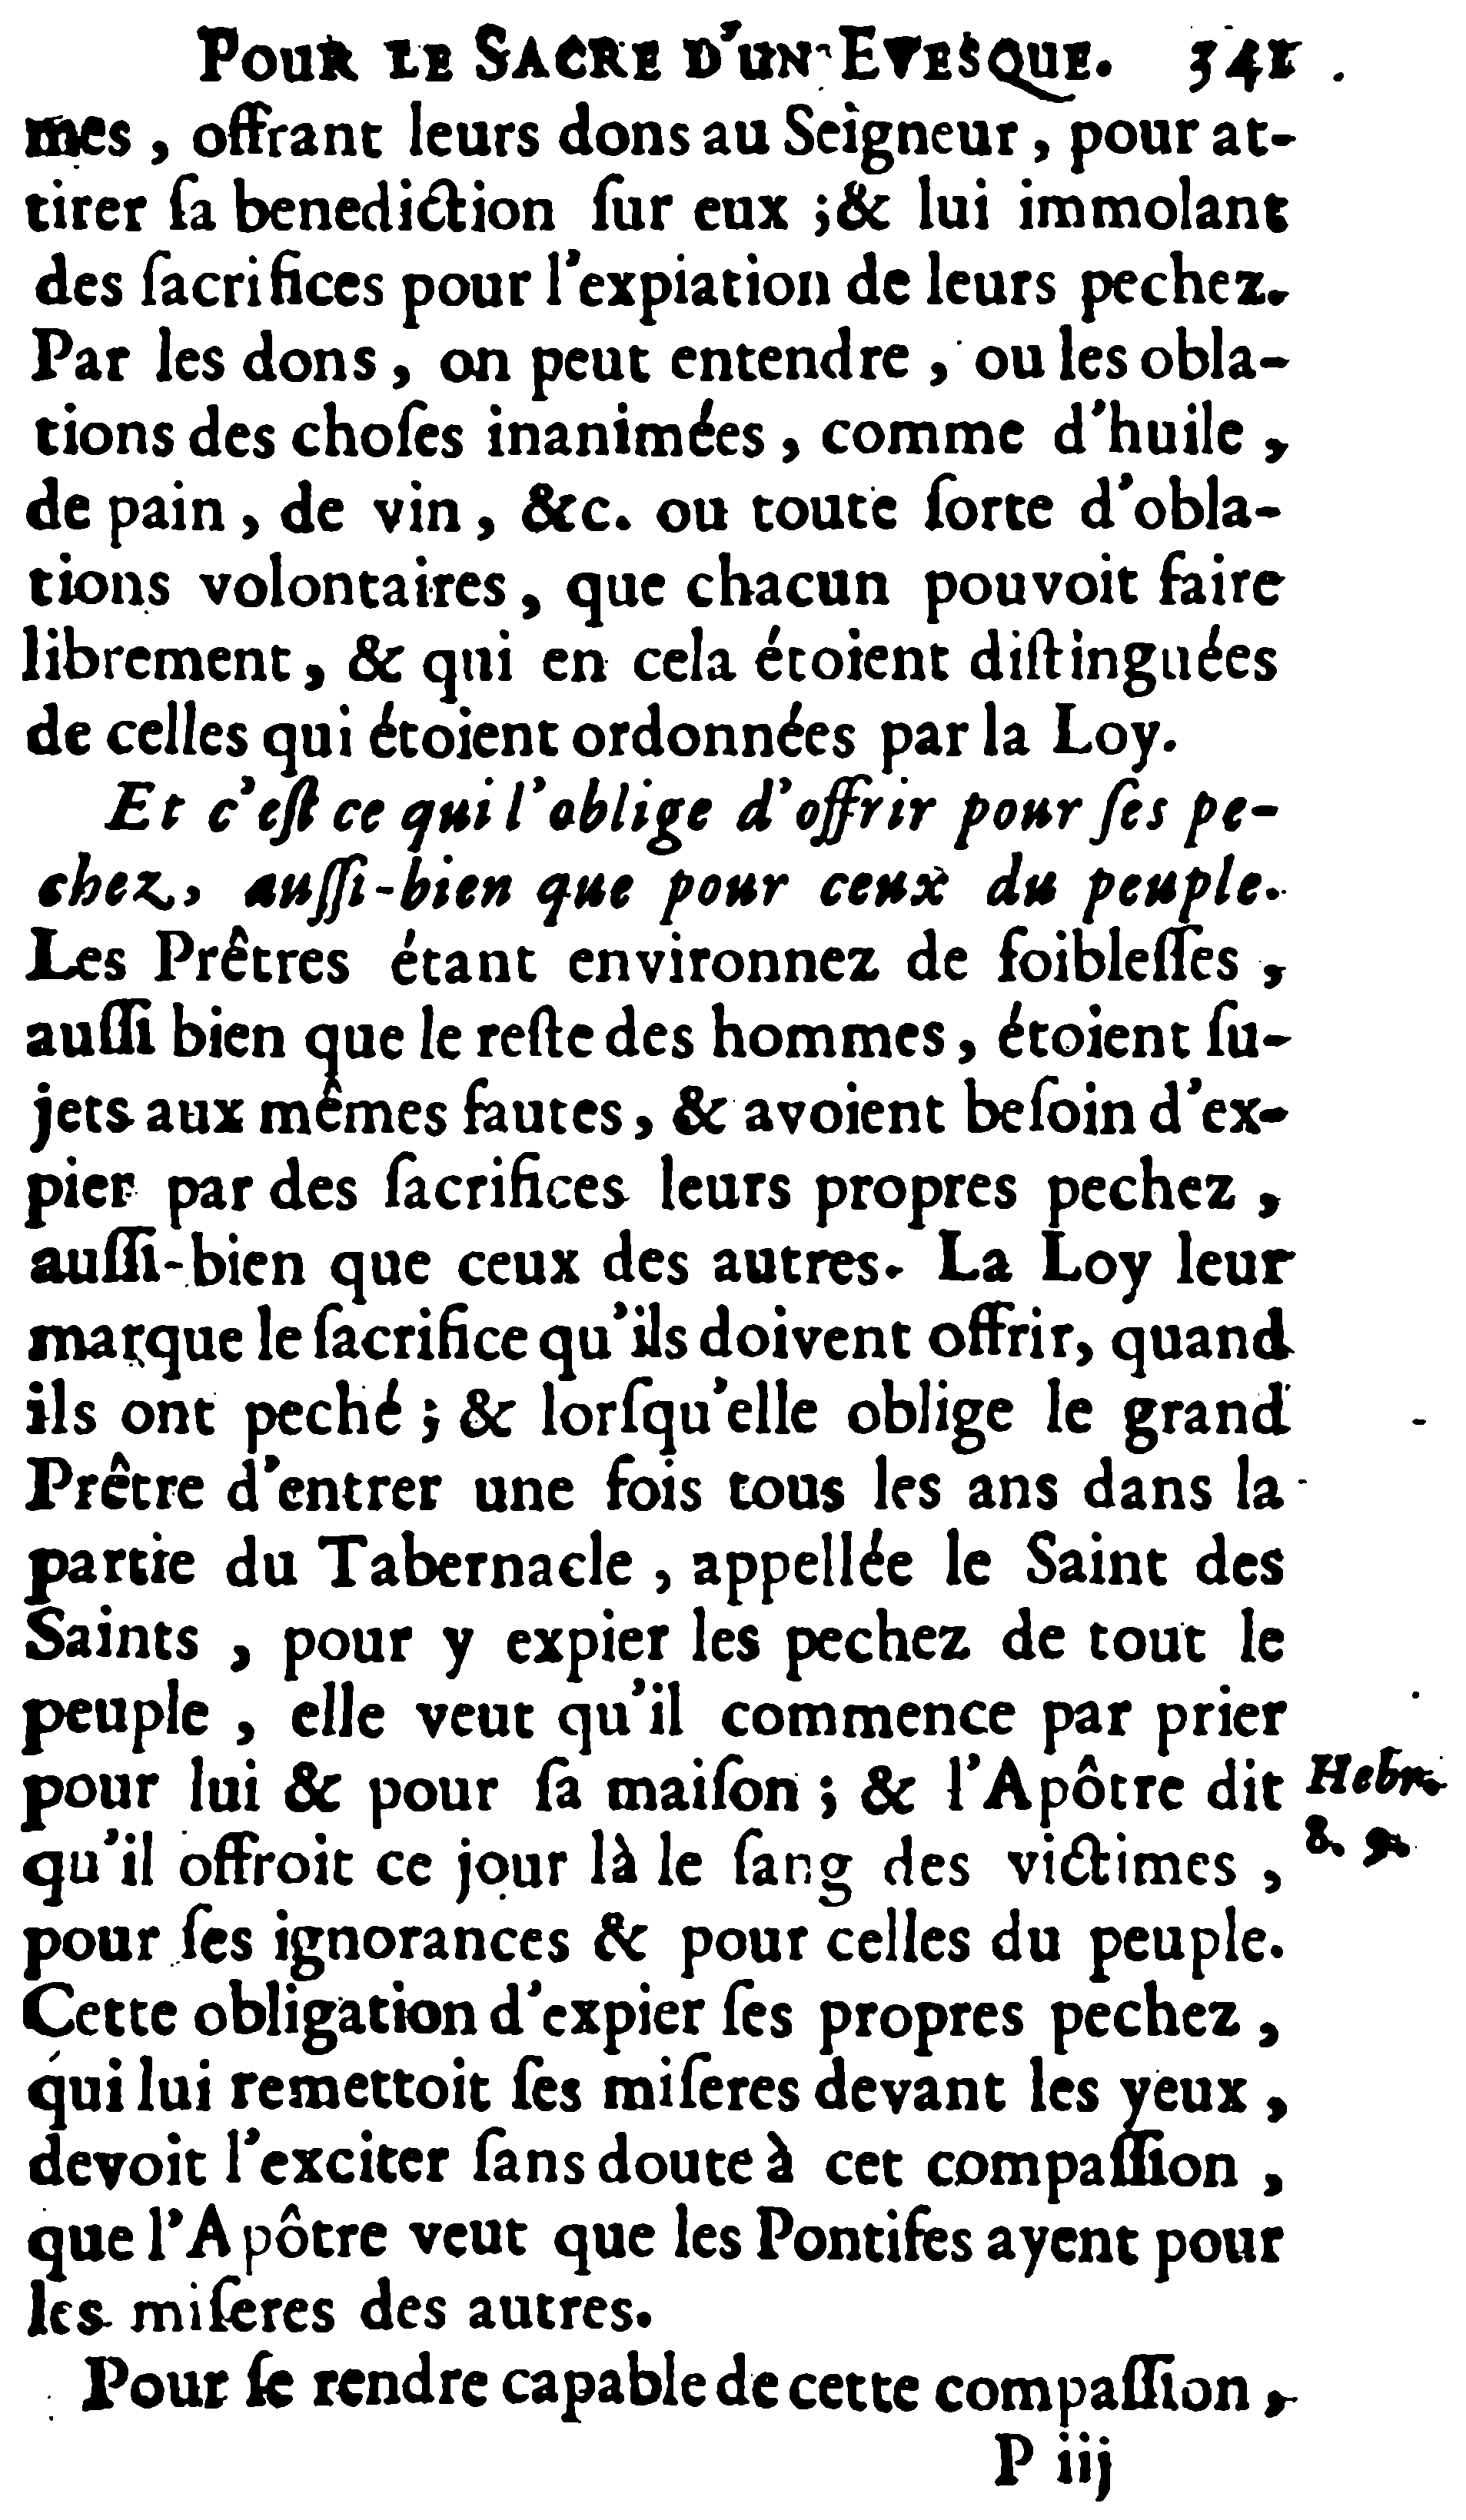 POUR LE SACRE D'UN EVESQUE. 341
mes , offrant leurs dons au Seigneur , pour at-
tirer ſa benediction ſur eux ; & lui immolant
des ſacrifices pour l'expiation de leurs pechez.
Par les dons , on peut entendre , ou les obla-
tions des choſes inanimées , comme d'huile ,
de pain , de vin , &c. ou toute ſorte d'obla-
tions volontaires , que chacun pouvoit faire
librement , & qui en cela étoient diſtinguées
de celles qui étoient ordonnées par la Loy.
Et c'eſt ce qui l'oblige d'offrir pour ſes pe-
chez , auſſi-bien que pour ceux du peuple.
Les Prêtres étant environnez de foibleſſes ,
auſſi bien que le reſte des hommes , étoient ſu-
jets aux mêmes fautes , & avoient beſoin d'ex-
pier par des ſacrifices leurs propres pechez ,
auſſi-bien que ceux des autres. La Loy leur
marque le ſacrifice qu'ils doivent offrir, quand
ils ont peché ; & lorſqu'elle oblige le grand
Prêtre d'entrer une fois tous les ans dans la
partie du Tabernacle , appellée le Saint des
Saints , pour y expier les pechez de tout le
peuple , elle veut qu'il commence par prier
pour lui & pour ſa maiſon ; & l'Apôtre dit
Hebr.
8. 9.
qu'il offroit ce jour là le ſang des victimes ,
pour ſes ignorances & pour celles du peuple.
Cette obligation d'expier ſes propres pechez ,
qui lui remettoit ſes miſeres devant les yeux ,
devoit l'exciter ſans doute à cet compaſſion ,
que l'Apôtre veut que les Pontifes ayent pour
les miſeres des autres.
Pour ſe rendre capable de cette compaſſion ,
P iij